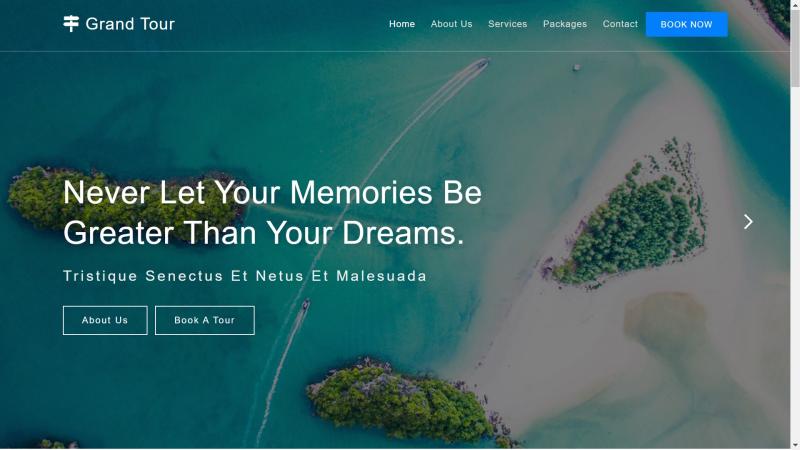 Grand Tour
Home About Us Services Packages Contact BOOK NOW
Never Let Your Memories Be
Greater Than Your Dreams.
Tristique Senectus Et Netus Et Malesuada
About Us Book A Tour